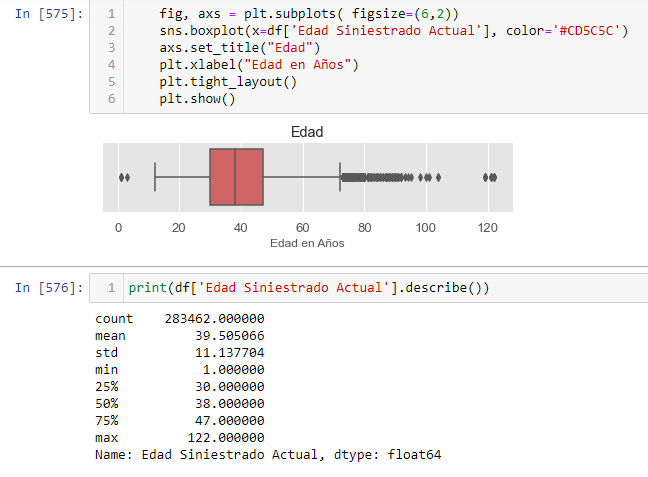 In [575]:
1 fig, axs = plt.subplots( figsize=(6,2))
2 sns.boxplot(x=df['Edad Siniestrado Actual'], color='#CD5C5C')
3 axs.set_title("Edad")
4 plt.xlabel("Edad en Años")
5 plt.tight_layout()
6 plt.show()
Edad
0 20 40 60 80 100 120
Edad en Años
In [576]:
1 print(df['Edad Siniestrado Actual'].describe())
count 283462.000000
mean 39.505066
std 11.137704
min 1.000000
25% 30.000000
50% 38.000000
75% 47.000000
max 122.000000
Name: Edad Siniestrado Actual, dtype: float64